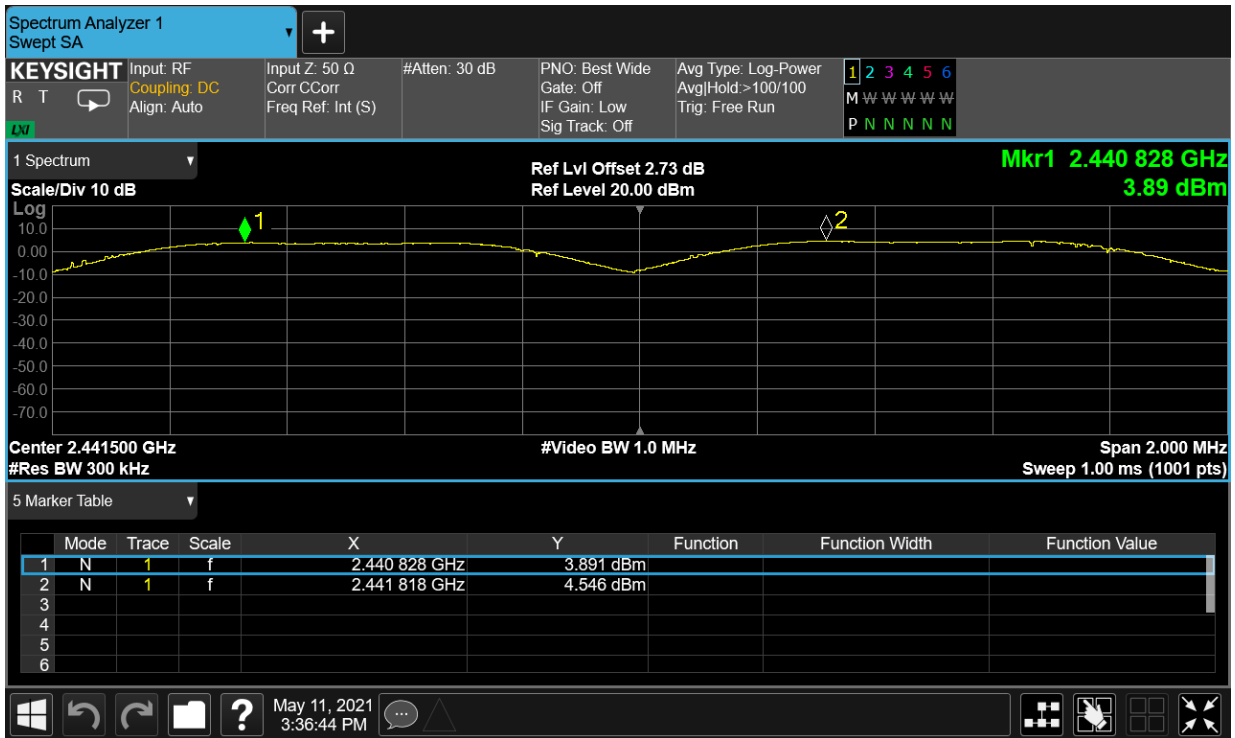 Spectrum Analyzer 1
Swept SA
+
KEYSIGHT
R T
LXI
Input: RF
Coupling: DC
Align: Auto
Input Z: 50 Ω
Corr CCorr
Freq Ref: Int (S)
#Atten: 30 dB
PNO: Best Wide
Gate: Off
IF Gain: Low
Sig Track: Off
Avg Type: Log-Power
Avg|Hold:>100/100
Trig: Free Run
1 2 3 4 5 6
M W W W W W
P N N N N N
1 Spectrum
Scale/Div 10 dB
Ref Lvl Offset 2.73 dB
Ref Level 20.00 dBm
Mkr1 2.440 828 GHz
3.89 dBm
Log
1
2
10.0
0.00
-10.0
-20.0
-30.0
-40.0
-50.0
-60.0
-70.0
Center 2.441500 GHz
#Video BW 1.0 MHz
Span 2.000 MHz
#Res BW 300 kHz
Sweep 1.00 ms (1001 pts)
5 Marker Table
Mode Trace Scale X Y Function Function Width Function Value
1 N 1 f 2.440 828 GHz 3.891 dBm
2 N 1 f 2.441 818 GHz 4.546 dBm
3
4
5
6
?
May 11, 2021
3:36:44 PM